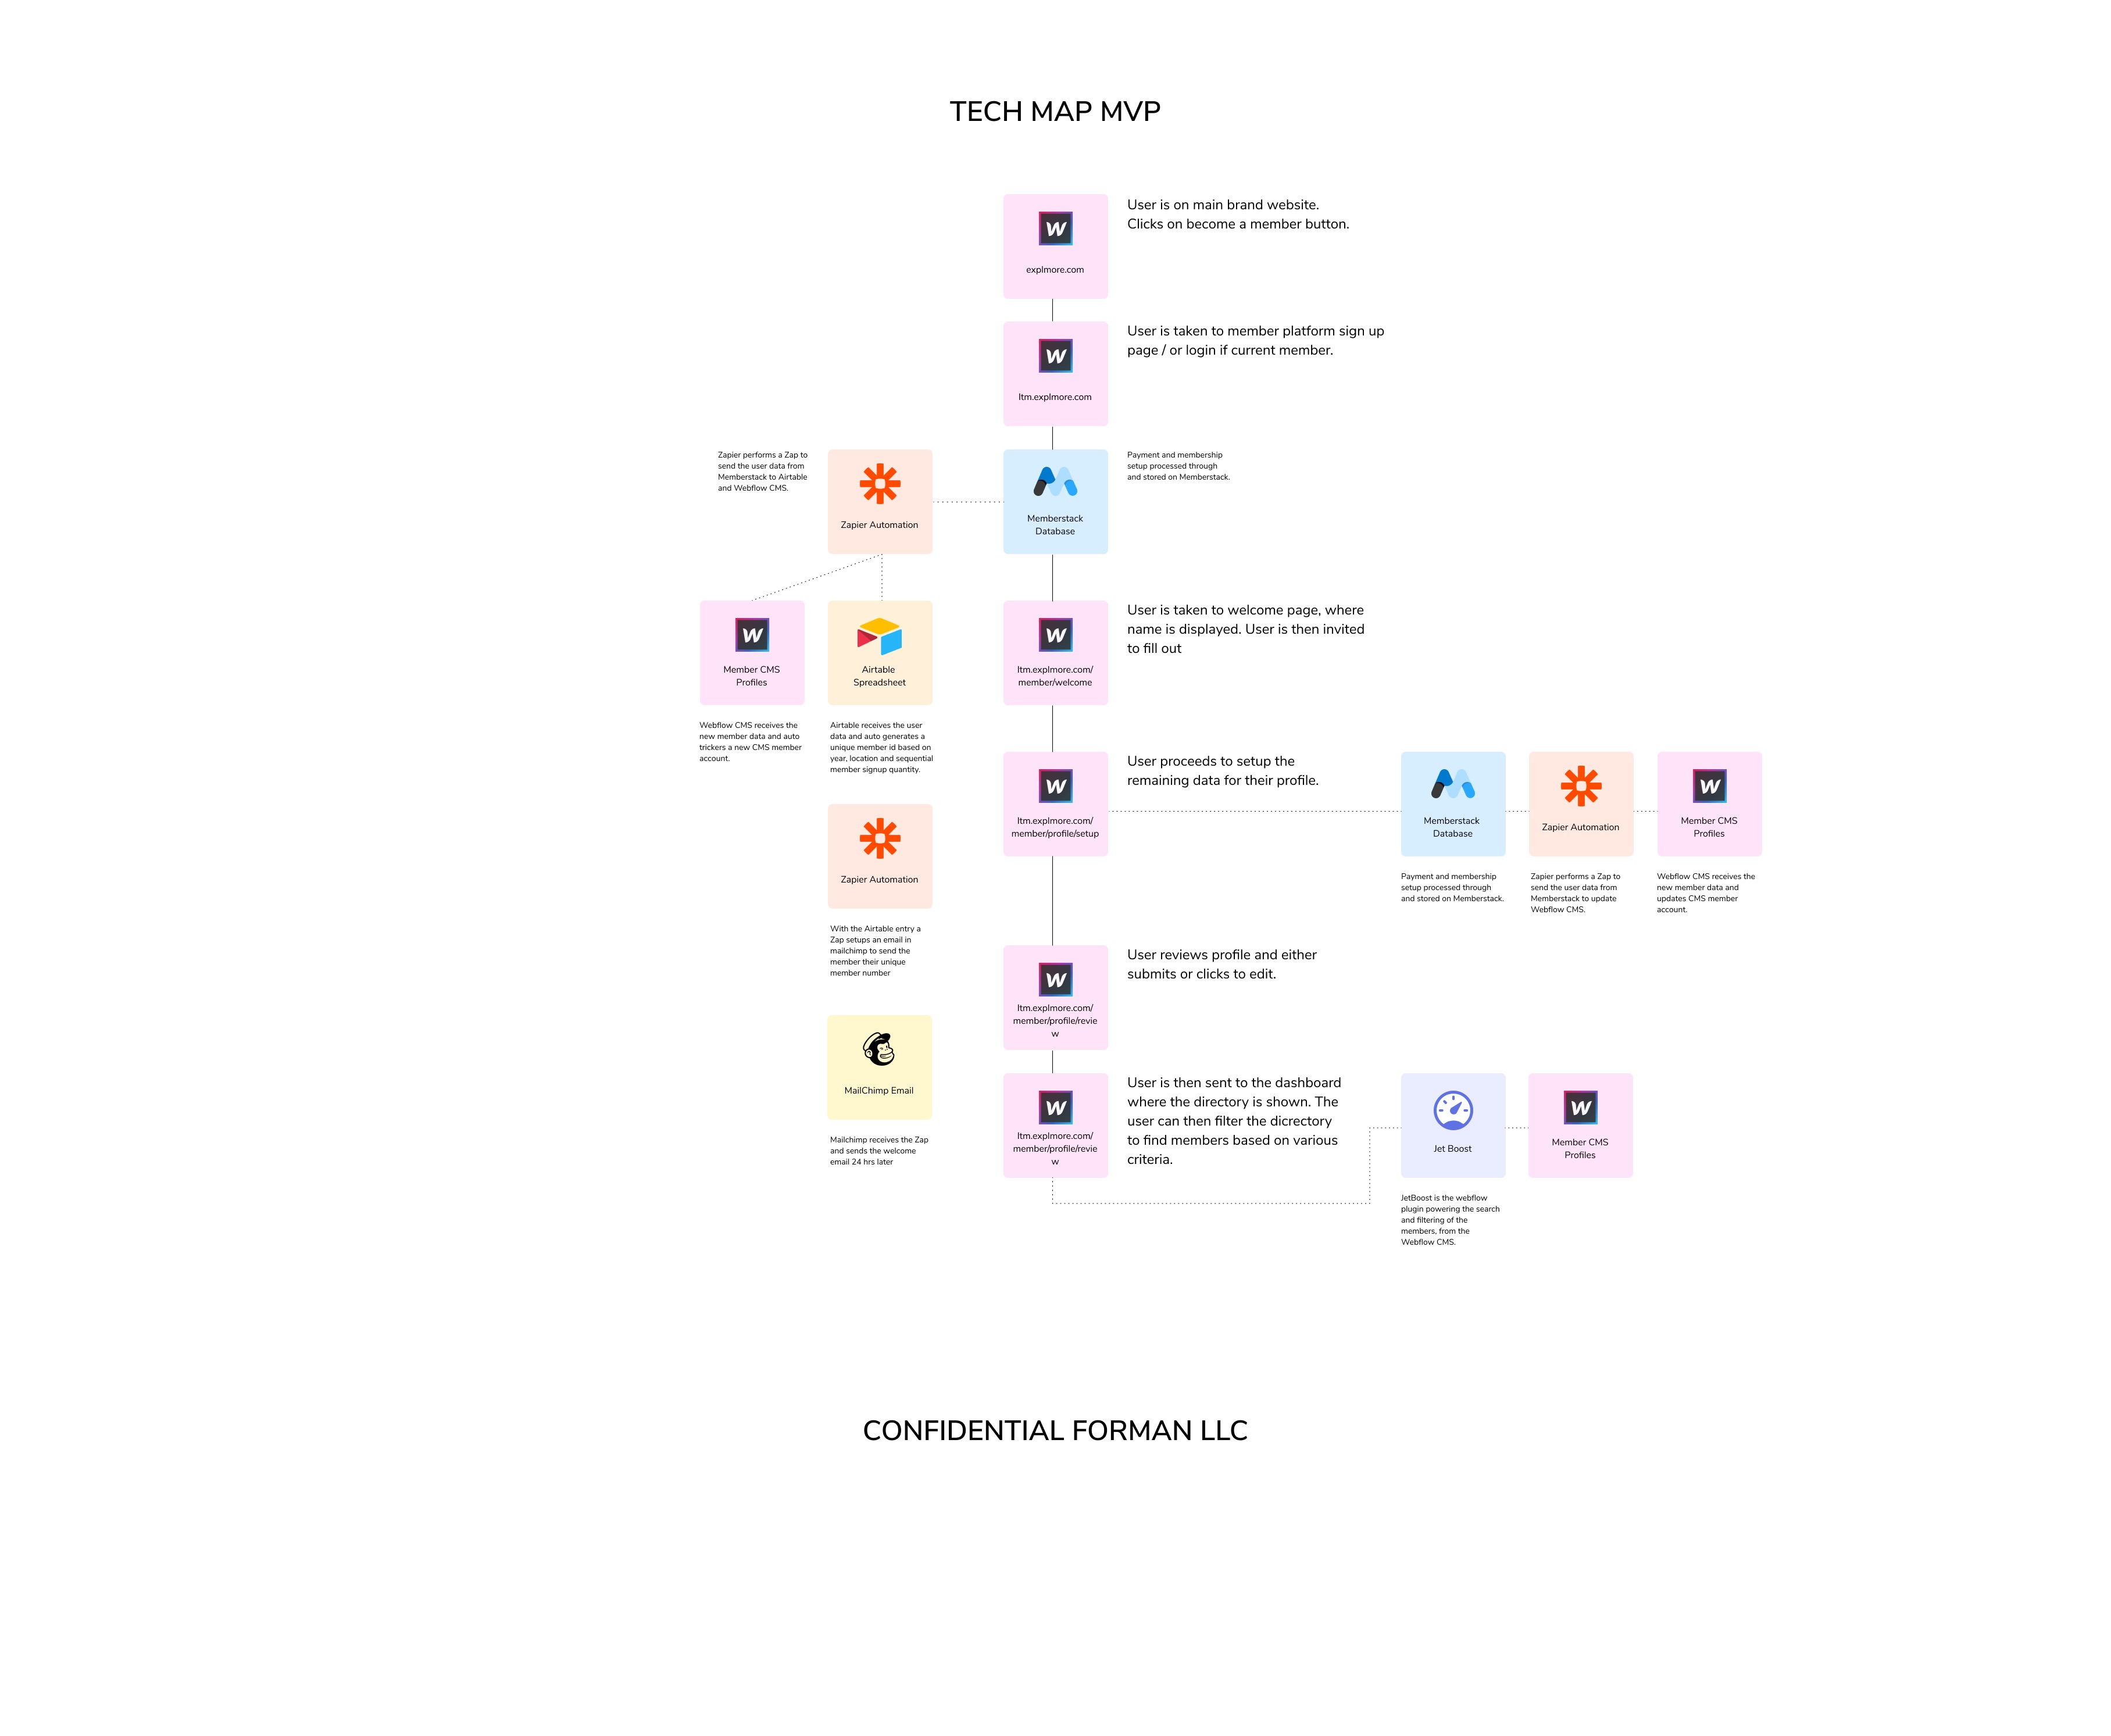 TECH MAP MVP
explmore.com
User is on main brand website.
Clicks on become a member button.
ltm.explmore.com
User is taken to member platform sign up
page / or login if current member.
Zapier performs a Zap to
send the user data from
Memberstack to Airtable
and Webflow CMS.
Zapier Automation
Memberstack
Database
Payment and membership
setup processed through
and stored on Memberstack.
Member CMS
Profiles
Webflow CMS receives the
new member data and auto
trickers a new CMS member
account.
Airtable
Spreadsheet
Airtable receives the user
data and auto generates a
unique member id based on
year, location and sequential
member signup quantity.
ltm.explmore.com/
member/welcome
User is taken to welcome page, where
name is displayed. User is then invited
to fill out
ltm.explmore.com/
member/profile/setup
User proceeds to setup the
remaining data for their profile.
Memberstack
Database
Payment and membership
setup processed through
and stored on Memberstack.
Zapier Automation
Zapier performs a Zap to
send the user data from
Memberstack to update
Webflow CMS.
Member CMS
Profiles
Webflow CMS receives the
new member data and
updates CMS member
account.
Zapier Automation
With the Airtable entry a
Zap setups an email in
mailchimp to send the
member their unique
member number
ltm.explmore.com/
member/profile/revie
w
User reviews profile and either
submits or clicks to edit.
MailChimp Email
Mailchimp receives the Zap
and sends the welcome
email 24 hrs later
ltm.explmore.com/
member/profile/revie
w
User is then sent to the dashboard
where the directory is shown. The
user can then filter the dicrectory
to find members based on various
criteria.
Jet Boost
JetBoost is the webflow
plugin powering the search
and filtering of the
members, from the
Webflow CMS.
Member CMS
Profiles
CONFIDENTIAL FORMAN LLC